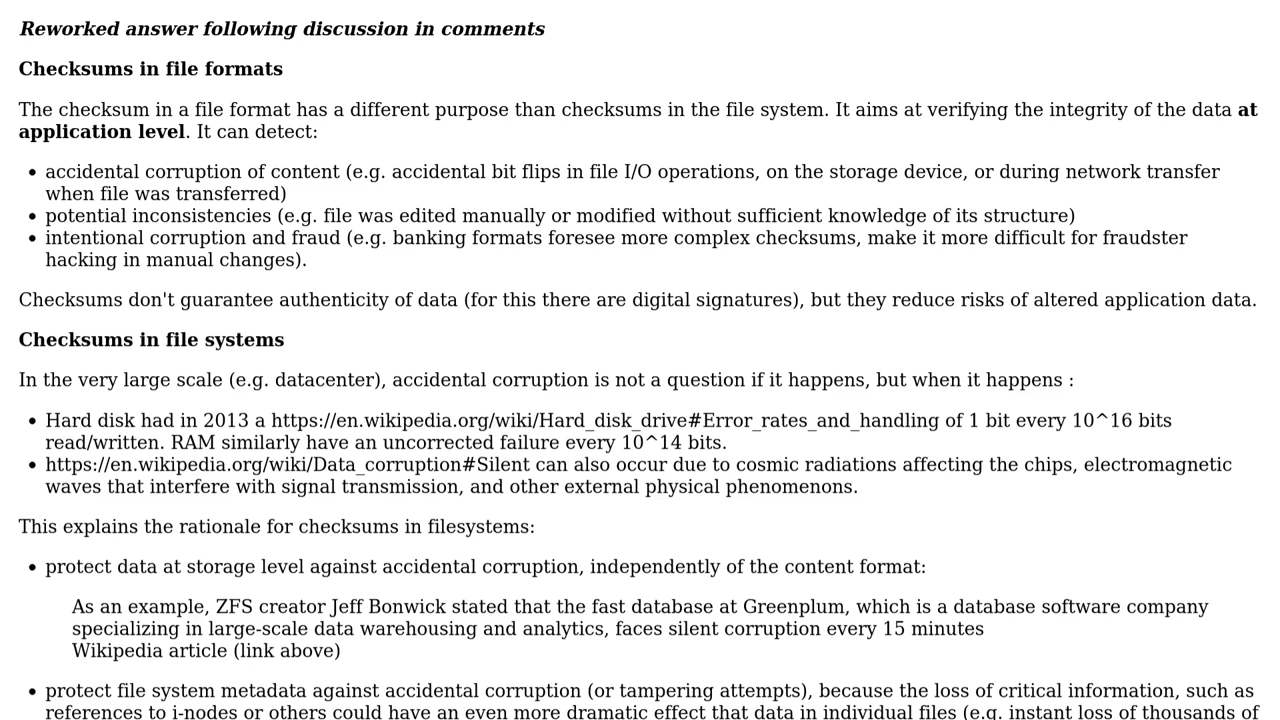 Reworked answer following discussion in comments
Checksums in file formats
The checksum in a file format has a different purpose than checksums in the file system. It aims at verifying the integrity of the data at
application level. It can detect:
• accidental corruption of content (e.g. accidental bit flips in file I/O operations, on the storage device, or during network transfer
when file was transferred)
• potential inconsistencies (e.g. file was edited manually or modified without sufficient knowledge of its structure)
• intentional corruption and fraud (e.g. banking formats foresee more complex checksums, make it more difficult for fraudster
hacking in manual changes).
Checksums don't guarantee authenticity of data (for this there are digital signatures), but they reduce risks of altered application data.
Checksums in file systems
In the very large scale (e.g. datacenter), accidental corruption is not a question if it happens, but when it happens :
• Hard disk had in 2013 a https://en.wikipedia.org/wiki/Hard_disk_drive#Error_rates_and_handling of 1 bit every 10^16 bits
read/written. RAM similarly have an uncorrected failure every 10^14 bits.
• https://en.wikipedia.org/wiki/Data_corruption#Silent can also occur due to cosmic radiations affecting the chips, electromagnetic
waves that interfere with signal transmission, and other external physical phenomenons.
This explains the rationale for checksums in filesystems:
• protect data at storage level against accidental corruption, independently of the content format:
As an example, ZFS creator Jeff Bonwick stated that the fast database at Greenplum, which is a database software company
specializing in large-scale data warehousing and analytics, faces silent corruption every 15 minutes
Wikipedia article (link above)
• protect file system metadata against accidental corruption (or tampering attempts), because the loss of critical information, such as
references to i-nodes or others could have an even more dramatic effect that data in individual files (e.g. instant loss of thousands of